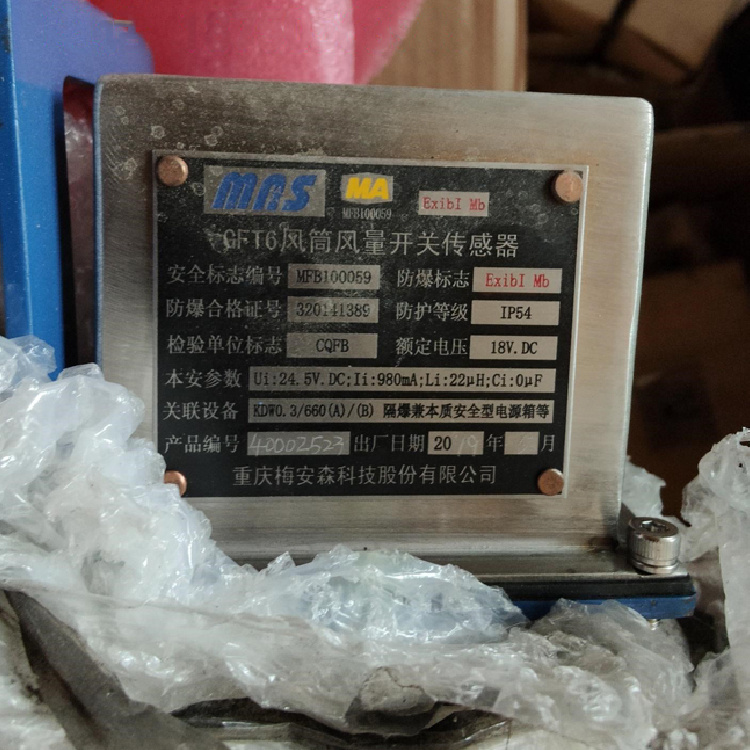 MAS MA ExibI Mb
MFB100059
GFT6风筒风量开关传感器
安全标志编号 MFB100059 防爆标志 ExibI Mb
防爆合格证号 320141389 防护等级 IP54
检验单位标志 CQFB 额定电压 18V.DC
本安参数 Ui:24.5V.DC;Ii:980mA;Li:22μH;Ci:0μF
关联设备 KDW0.3/660(A)/(B) 隔爆兼本质安全型电源箱等
产品编号 40002523 出厂日期 2019年 月
重庆梅安森科技股份有限公司